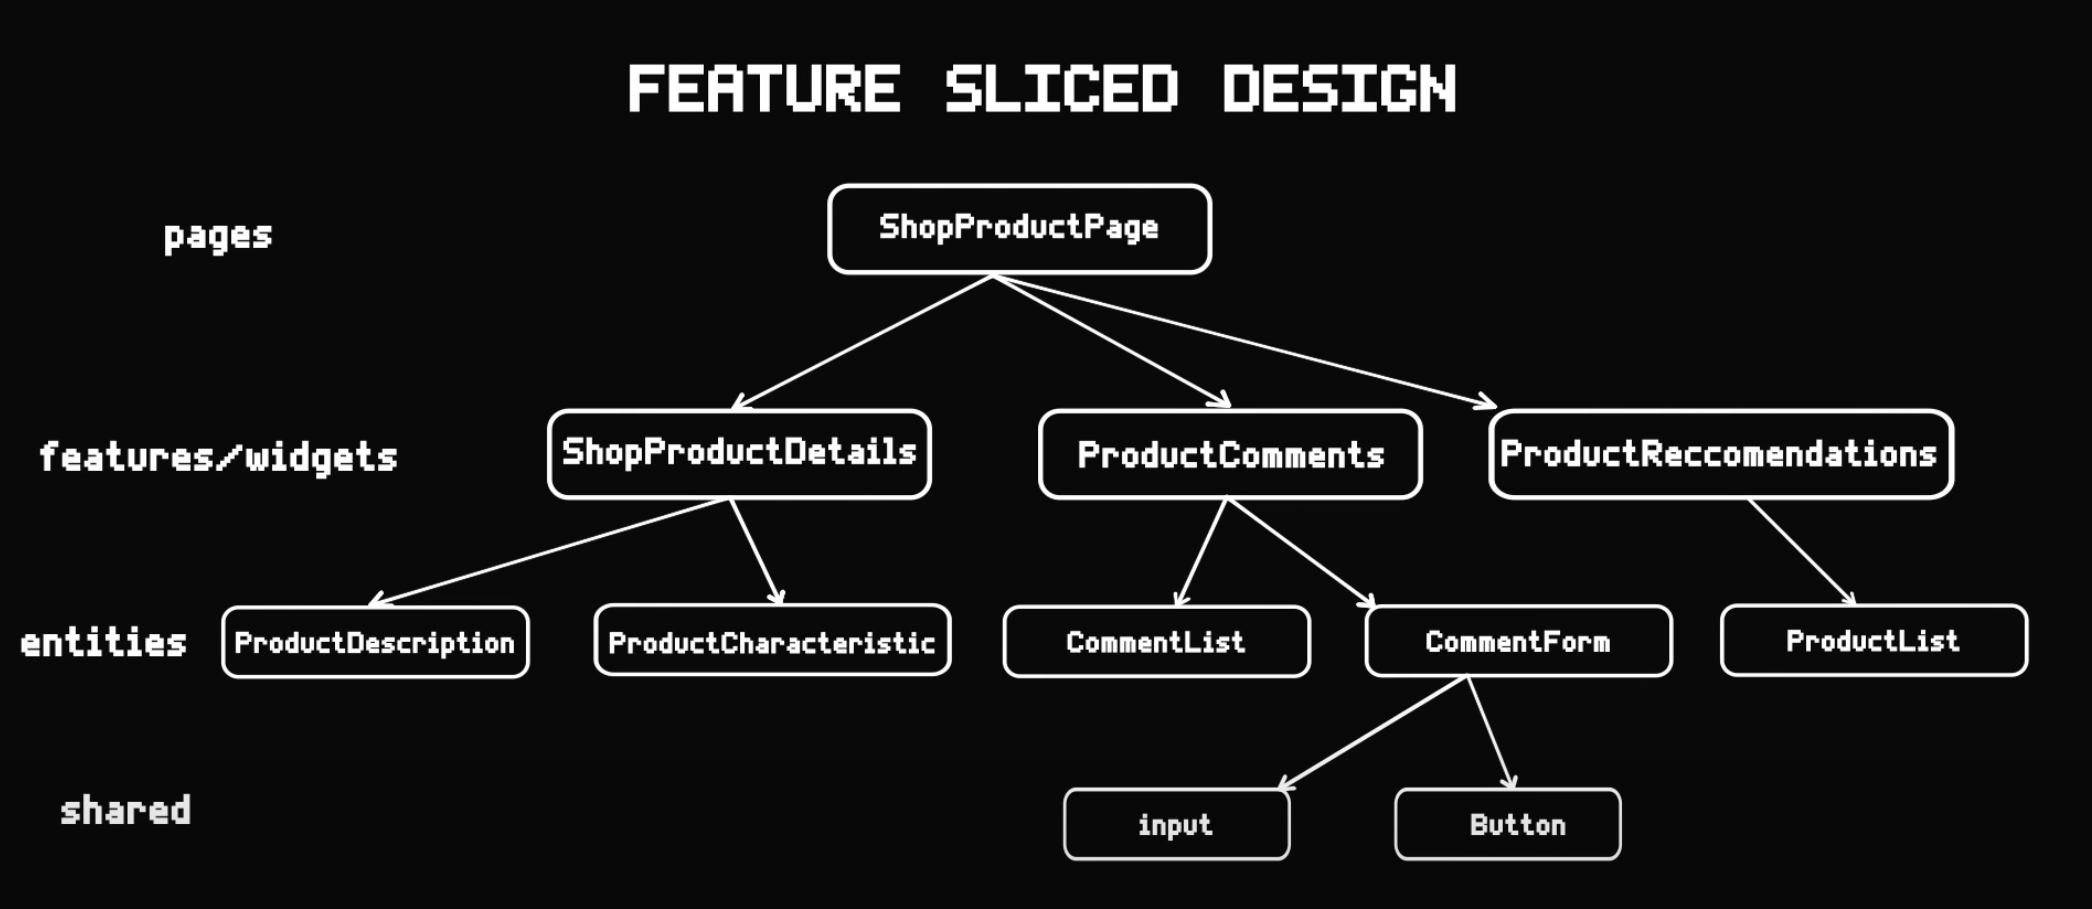 FEATURE SLICED DESIGN
pages
ShopProductPage
features/widgets
ShopProductDetails
ProductComments
ProductReccomendations
entities
ProductDescription
ProductCharacteristic
CommentList
CommentForm
ProductList
shared
input
Button